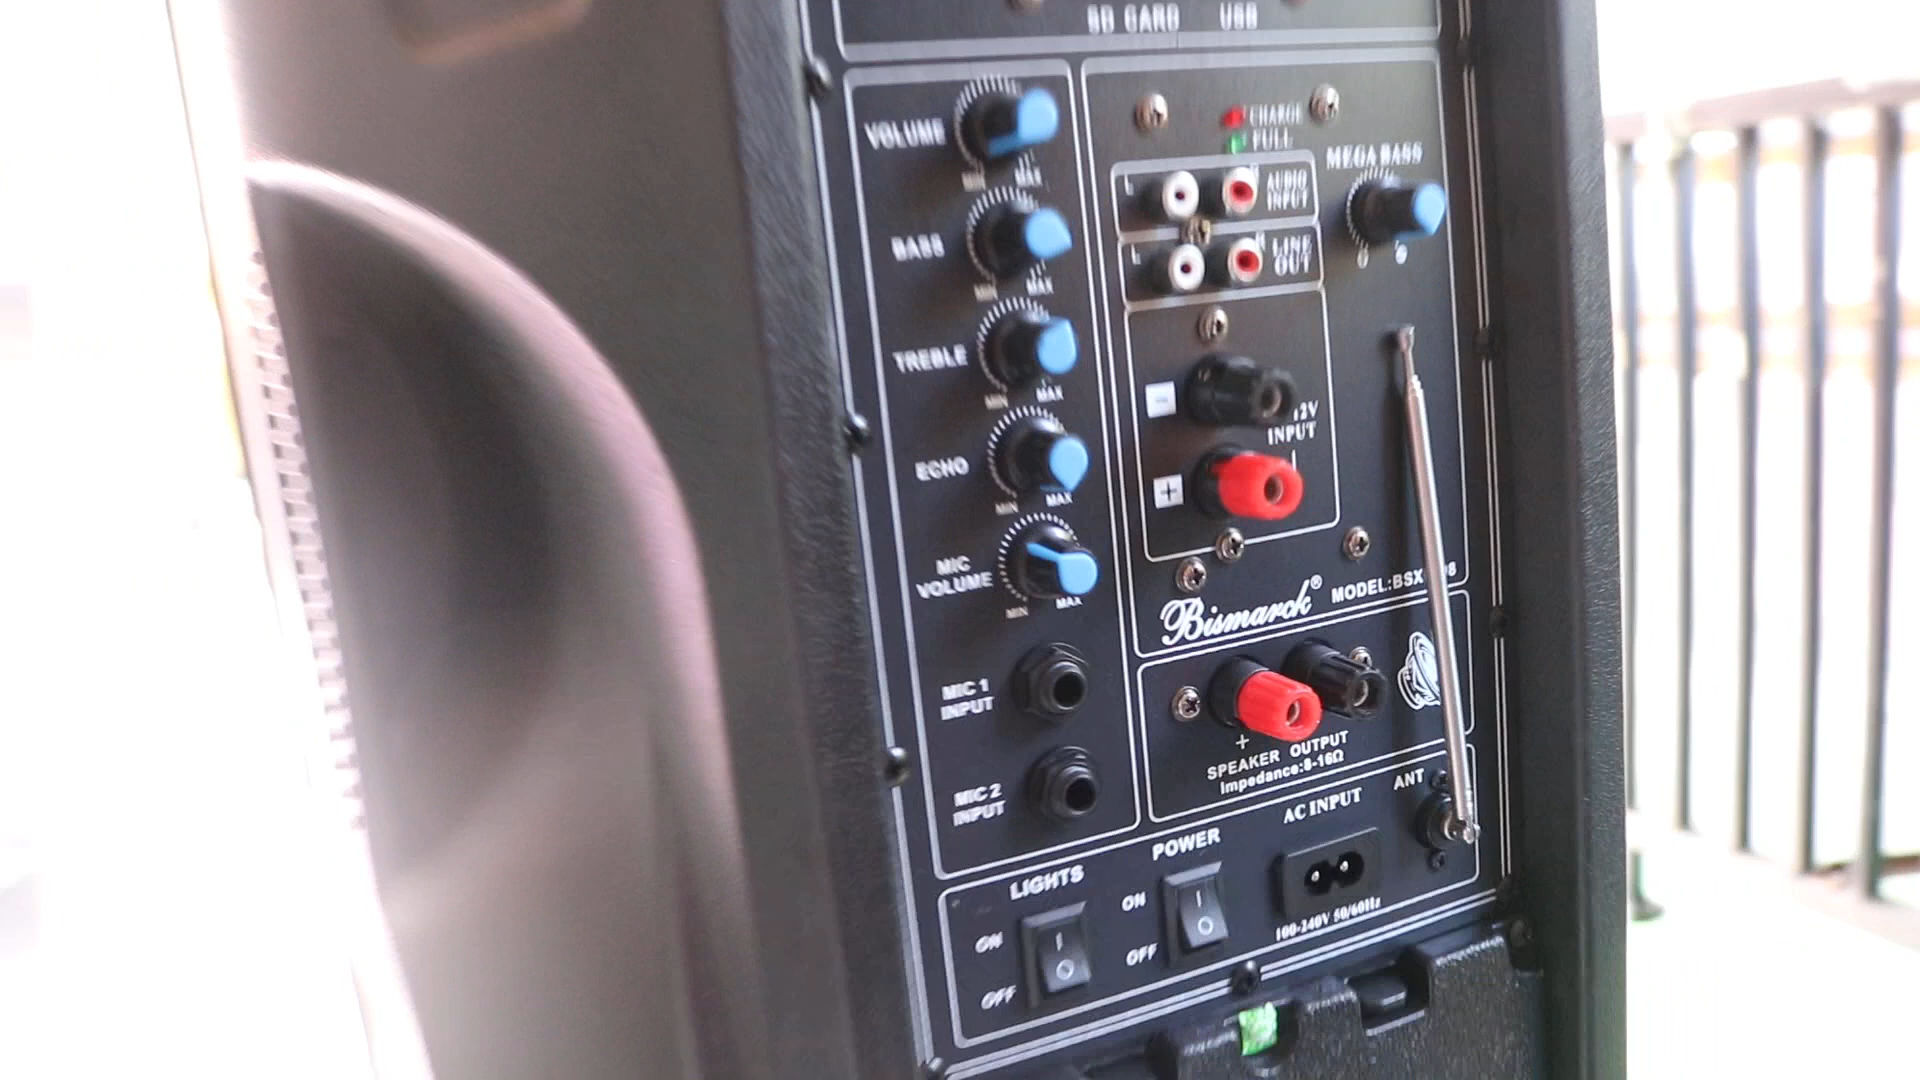 SD CARD USB
VOLUME
MIN MAX
BASS
MIN MAX
TREBLE
MIN MAX
ECHO
MIN MAX
MIC
VOLUME
MIN MAX
MIC 1
INPUT
MIC 2
INPUT
CHARGE
FULL
MEGA BASS
L R AUDIO
INPUT
L R LINE
OUT
-
12V
INPUT
+
Bismarck®
MODEL:BSX
+
SPEAKER OUTPUT
Impedance:8-16Ω
ANT
AC INPUT
100-240V 50/60Hz
POWER
ON
I
O
OFF
LIGHTS
ON
I
O
OFF